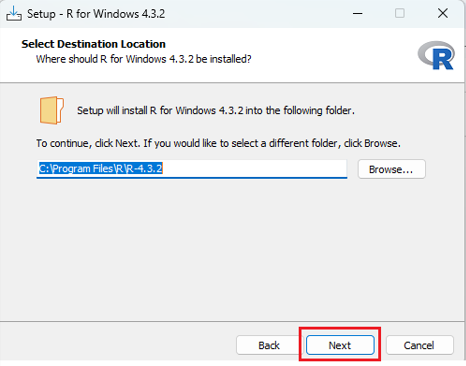 Setup - R for Windows 4.3.2
Select Destination Location
Where should R for Windows 4.3.2 be installed?
R
Setup will install R for Windows 4.3.2 into the following folder.
To continue, click Next. If you would like to select a different folder, click Browse.
C:\Program Files\R\R-4.3.2
Browse...
Back
Next
Cancel